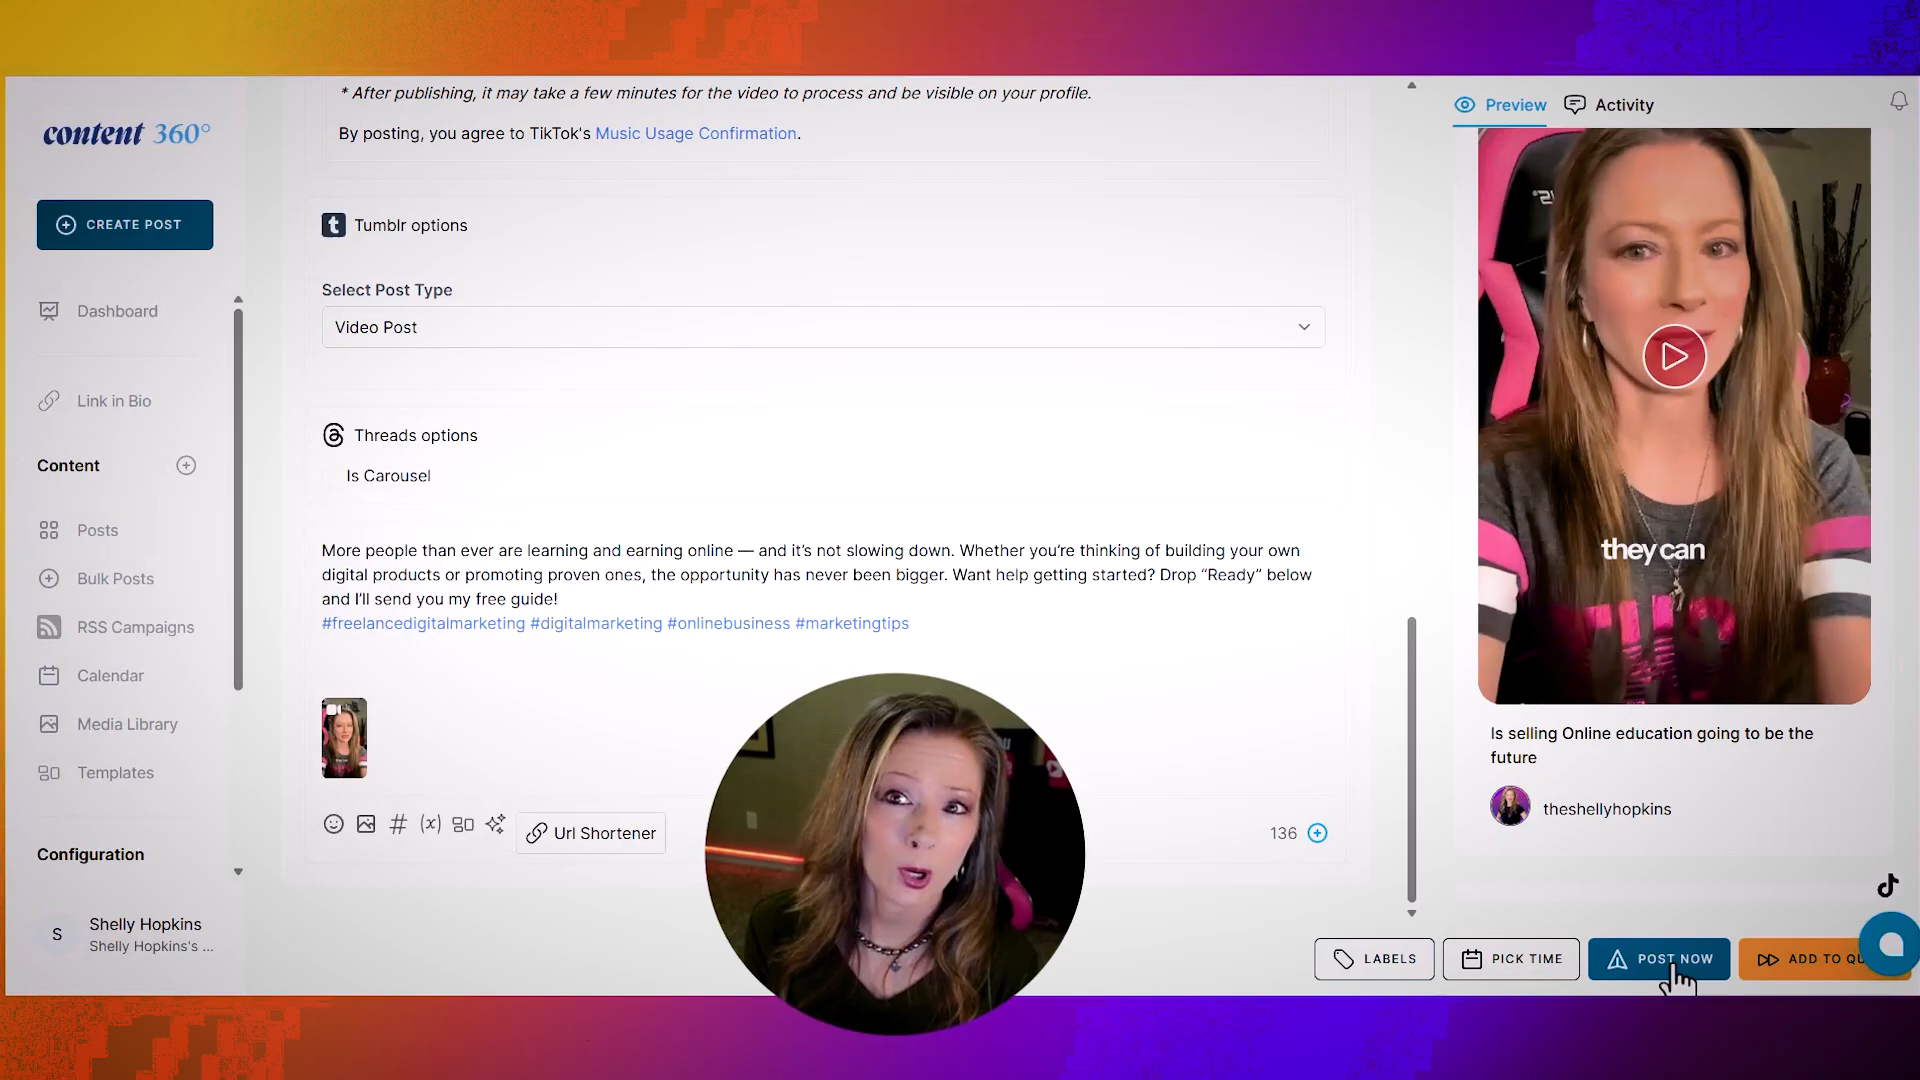 content 360°
CREATE POST
Dashboard
Link in Bio
Content
Posts
Bulk Posts
RSS Campaigns
Calendar
Media Library
Templates
Configuration
S
Shelly Hopkins
Shelly Hopkins's ...
* After publishing, it may take a few minutes for the video to process and be visible on your profile.
By posting, you agree to TikTok's Music Usage Confirmation.
Tumblr options
Select Post Type
Video Post
Threads options
Is Carousel
More people than ever are learning and earning online — and it’s not slowing down. Whether you’re thinking of building your own
digital products or promoting proven ones, the opportunity has never been bigger. Want help getting started? Drop “Ready” below
and I’ll send you my free guide!
#freelancedigitalmarketing #digitalmarketing #onlinebusiness #marketingtips
Url Shortener
136
Preview
Activity
they can
Is selling Online education going to be the
future
theshellyhopkins
LABELS
PICK TIME
POST NOW
ADD TO